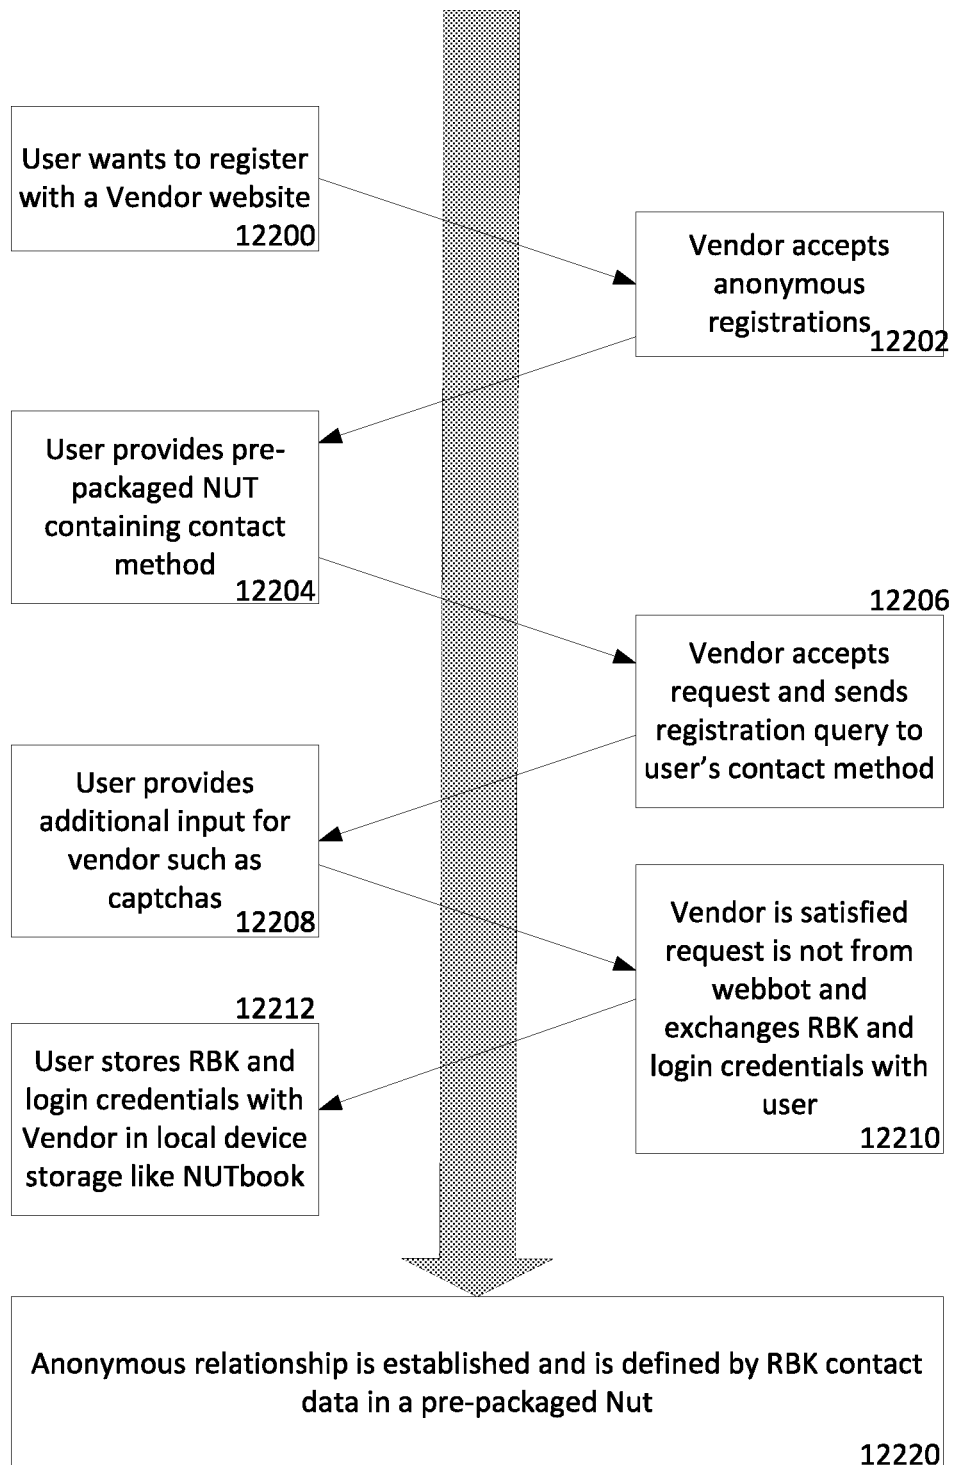 User wants to register
with a Vendor website
12200
Vendor accepts
anonymous
registrations
12202
User provides pre-
packaged NUT
containing contact
method
12204
12206
Vendor accepts
request and sends
registration query to
user's contact method
User provides
additional input for
vendor such as
captchas
12208
Vendor is satisfied
request is not from
webbot and
exchanges RBK and
login credentials with
user
12210
12212
User stores RBK and
login credentials with
Vendor in local device
storage like NUTbook
Anonymous relationship is established and is defined by RBK contact
data in a pre-packaged Nut
12220